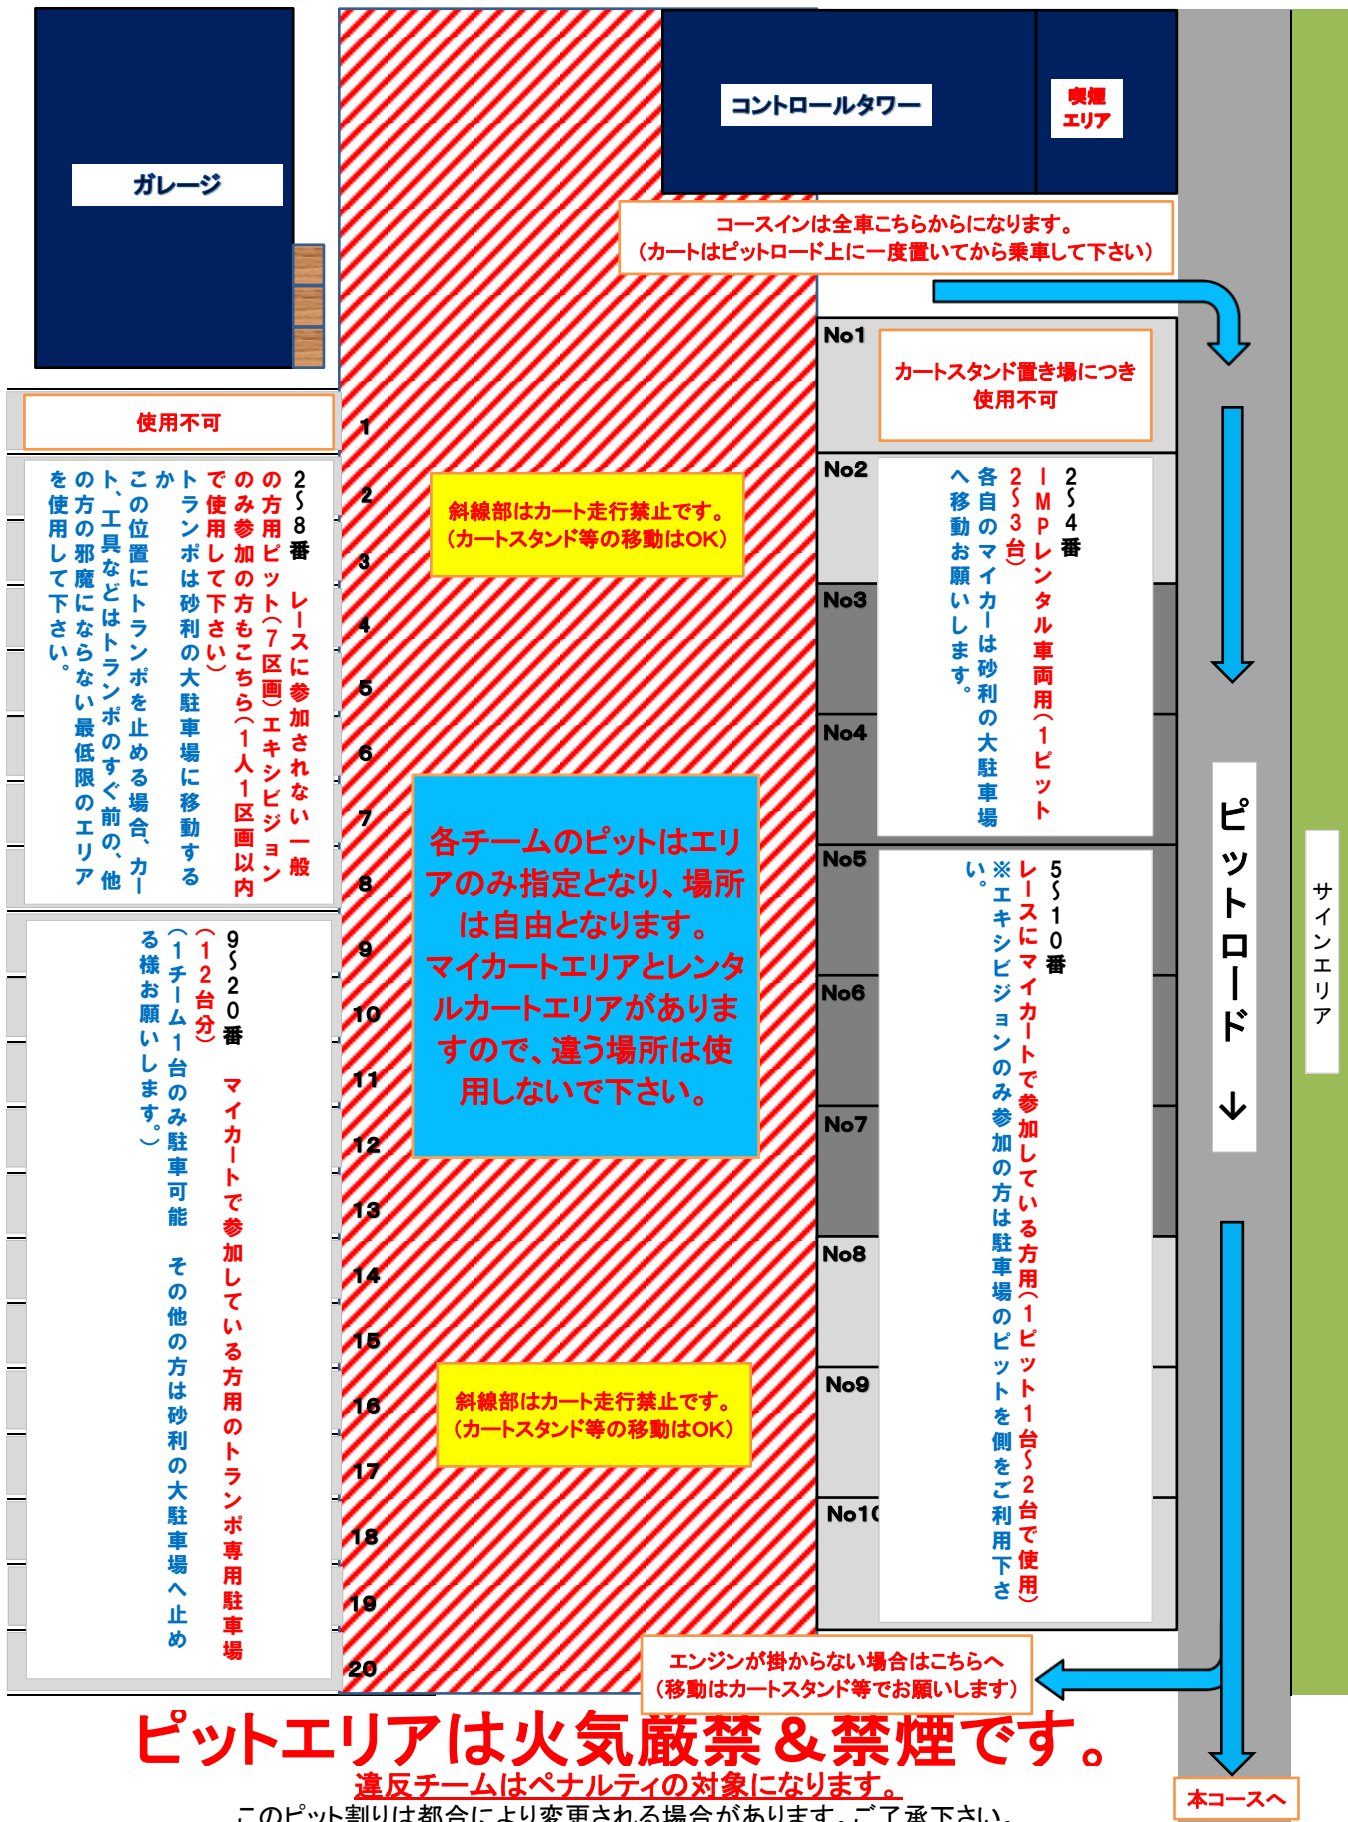 コントロールタワー
喫煙
エリア
ガレージ
コースインは全車こちらからになります。
(カートはピットロード上に一度置いてから乗車して下さい)
No1
カートスタンド置き場につき
使用不可
使用不可
1
2
3
4
5
6
7
8
9
10
11
12
13
14
15
16
17
18
19
20
2～8番　レースに参加されない一般
の方用ピット(7区画)エキシビジョン
のみ参加の方もこちら(1人1区画以内
で使用して下さい)
トランポは砂利の大駐車場に移動する
か
この位置にトランポを止める場合、カー
ト、工具などはトランポのすぐ前の、他
の方の邪魔にならない最低限のエリア
を使用して下さい。
9～20番　マイカートで参加している方用のトランポ専用駐車場
(12台分)
(1チーム1台のみ駐車可能　その他の方は砂利の大駐車場へ止め
る様お願いします。)
斜線部はカート走行禁止です。
(カートスタンド等の移動はOK)
各チームのピットはエリ
アのみ指定となり、場所
は自由となります。
マイカートエリアとレンタ
ルカートエリアがありま
すので、違う場所は使
用しないで下さい。
斜線部はカート走行禁止です。
(カートスタンド等の移動はOK)
No2
No3
No4
2～4番
IMPレンタル車両用(1ピット
2～3台)
各自のマイカーは砂利の大駐車場
へ移動お願いします。
No5
No6
No7
No8
No9
No10
5～10番
レースにマイカートで参加している方用(1ピット1台～2台で使用)
※エキシビジョンのみ参加の方は駐車場のピットを側をご利用下さ
い。
ピットロード ↓
サインエリア
エンジンが掛からない場合はこちらへ
(移動はカートスタンド等でお願いします)
ピットエリアは火気厳禁＆禁煙です。
違反チームはペナルティの対象になります。
このピット割りは都合により変更される場合があります。ご了承下さい。
本コースへ